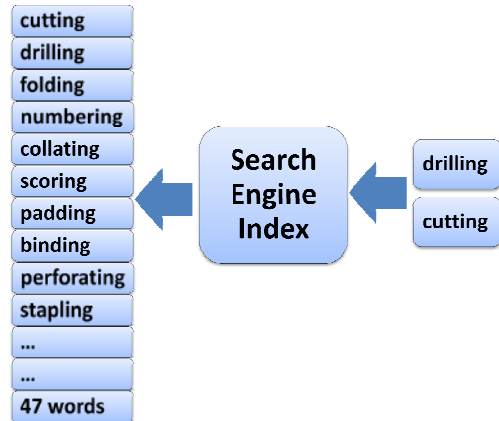 cutting
drilling
folding
numbering
collating
scoring
padding
binding
perforating
stapling
...
...
47 words
Search
Engine
Index
drilling
cutting